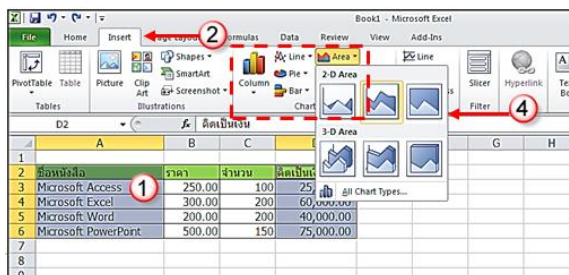 Book1 - Microsoft Excel
File Home Insert Page Layout Formulas Data Review View Add-Ins
2
PivotTable Table Picture Clip Art Shapes SmartArt Screenshot Column Line Pie Bar Area Line Slicer Hyperlink
Tables Illustrations Filter
2-D Area
4
3-D Area
All Chart Types...
D2 fx คิดเป็นเงิน
A B C G H
1
2 ชื่อหนังสือ ราคา จำนวน
3 Microsoft Access 1 250.00 100
4 Microsoft Excel 300.00 200 60,000.00
5 Microsoft Word 200.00 200 40,000.00
6 Microsoft PowerPoint 500.00 150 75,000.00
7
8